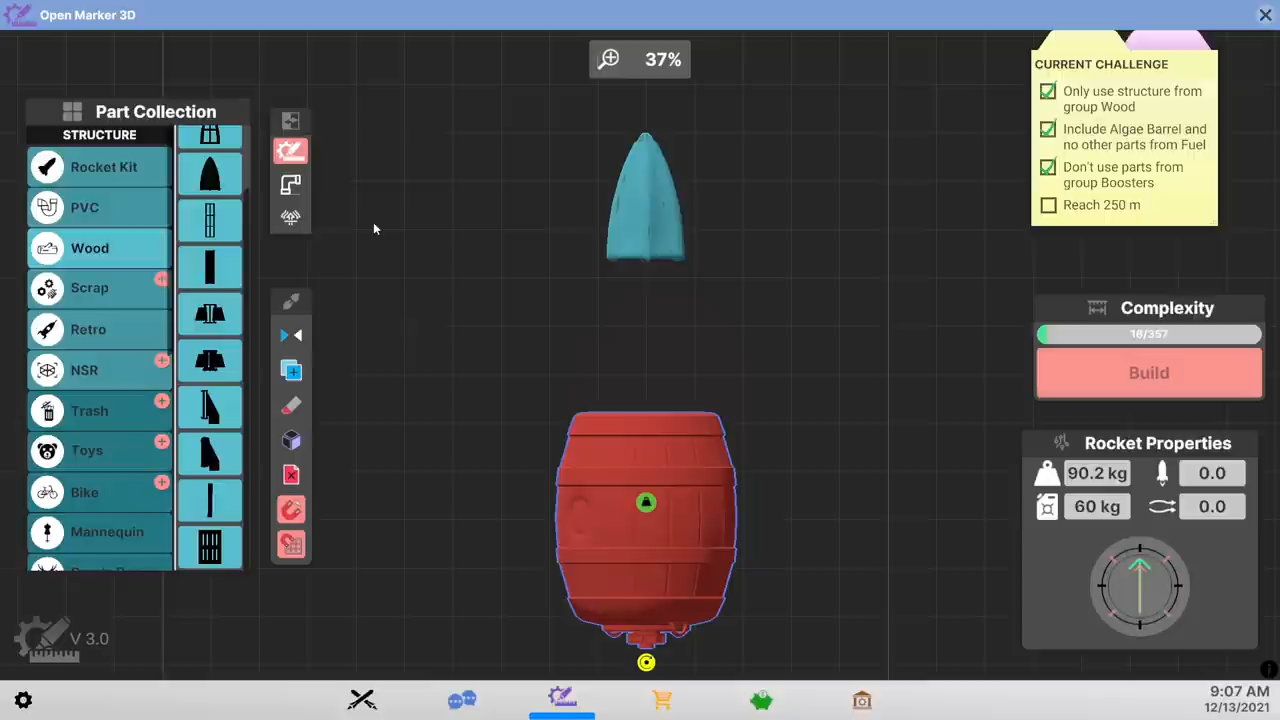 Open Marker 3D
37%
CURRENT CHALLENGE
Only use structure from
group Wood
Include Algae Barrel and
no other parts from Fuel
Don't use parts from
group Boosters
Reach 250 m
Part Collection
STRUCTURE
Rocket Kit
PVC
Wood
Scrap
Retro
NSR
Trash
Toys
Bike
Mannequin
Complexity
16/357
Build
Rocket Properties
90.2 kg
0.0
60 kg
0.0
V 3.0
9:07 AM
12/13/2021